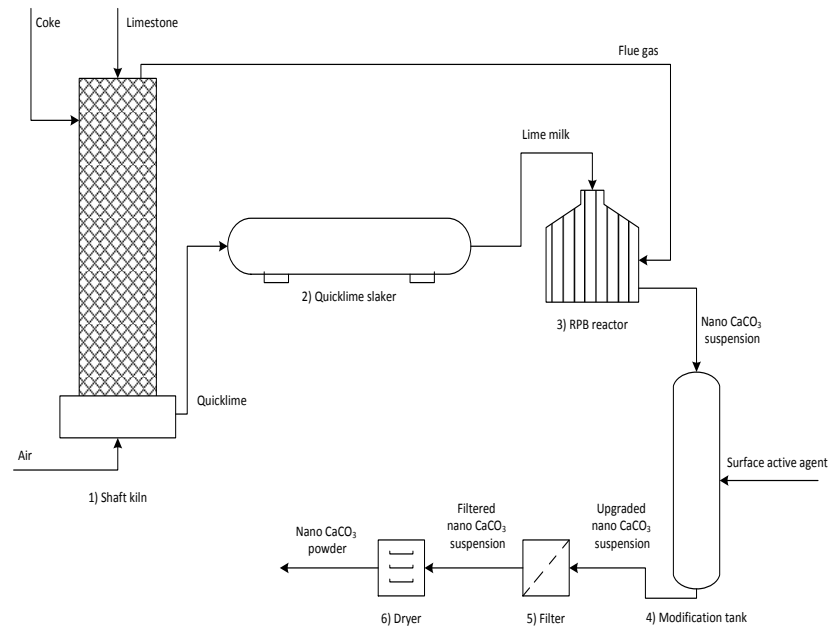 Coke
Limestone
Flue gas
Lime milk
2) Quicklime slaker
3) RPB reactor
Nano CaCO₃
suspension
Quicklime
Air
1) Shaft kiln
Surface active agent
Nano CaCO₃
powder
Filtered
nano CaCO₃
suspension
Upgraded
nano CaCO₃
suspension
6) Dryer
5) Filter
4) Modification tank